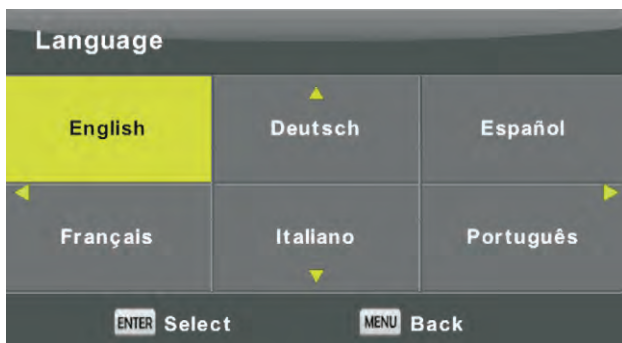 Language
English Deutsch Español
Français Italiano Português
ENTER Select MENU Back